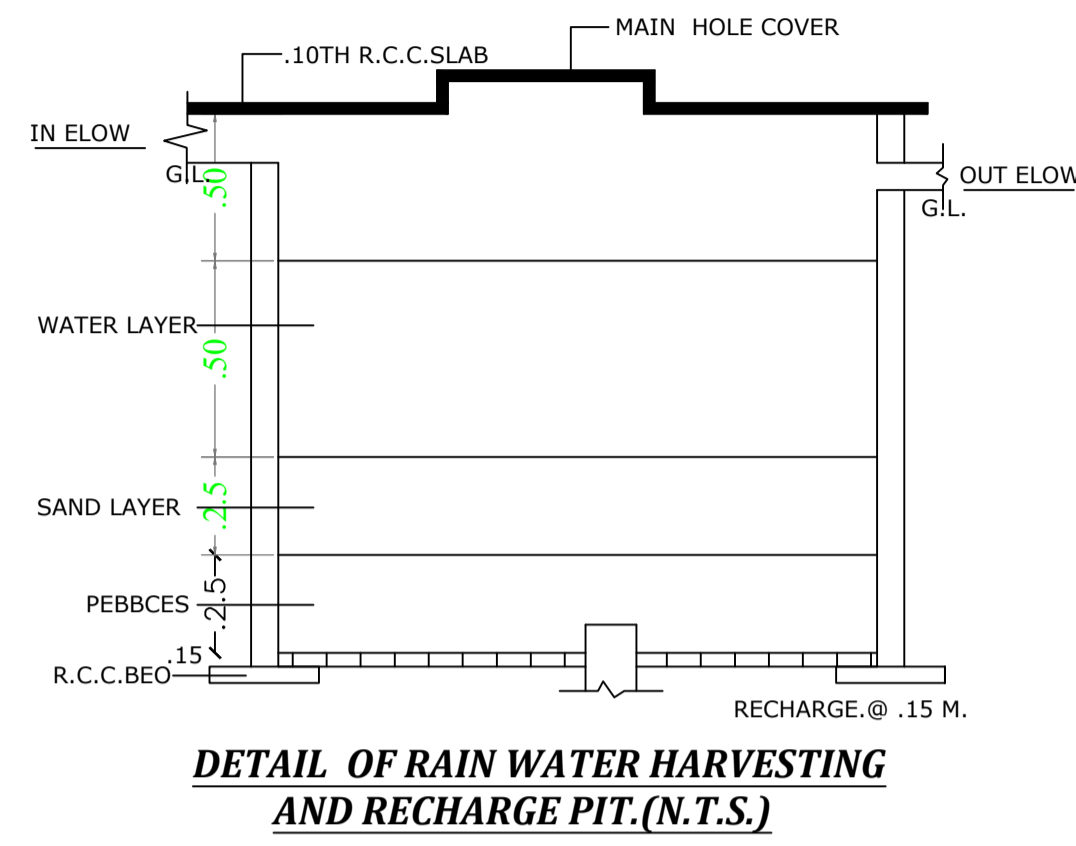 MAIN HOLE COVER
.10TH R.C.C.SLAB
IN ELOW
G.L.
.50
OUT ELOW
G.L.
WATER LAYER
.50
SAND LAYER
.2.5
PEBBCES
.2.5
.15
R.C.C.BEO
RECHARGE.@ .15 M.
DETAIL OF RAIN WATER HARVESTING
AND RECHARGE PIT.(N.T.S.)